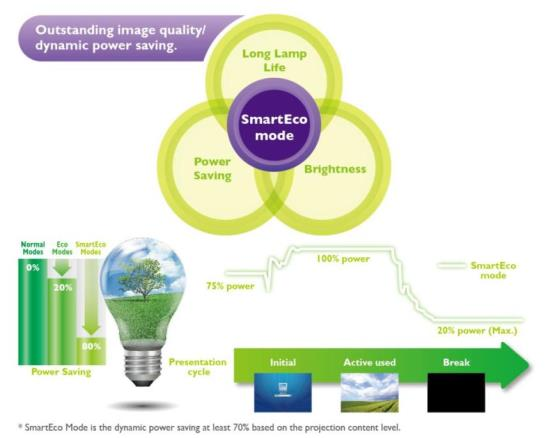 Outstanding image quality/
dynamic power saving.
Long Lamp
Life
SmartEco
mode
Power
Saving
Brightness
Normal
Modes
Eco
Modes
SmartEco
Modes
0%
20%
80%
Power Saving
75% power
100% power
SmartEco
mode
20% power (Max.)
Presentation
cycle
Initial
Active used
Break
* SmartEco Mode is the dynamic power saving at least 70% based on the projection content level.